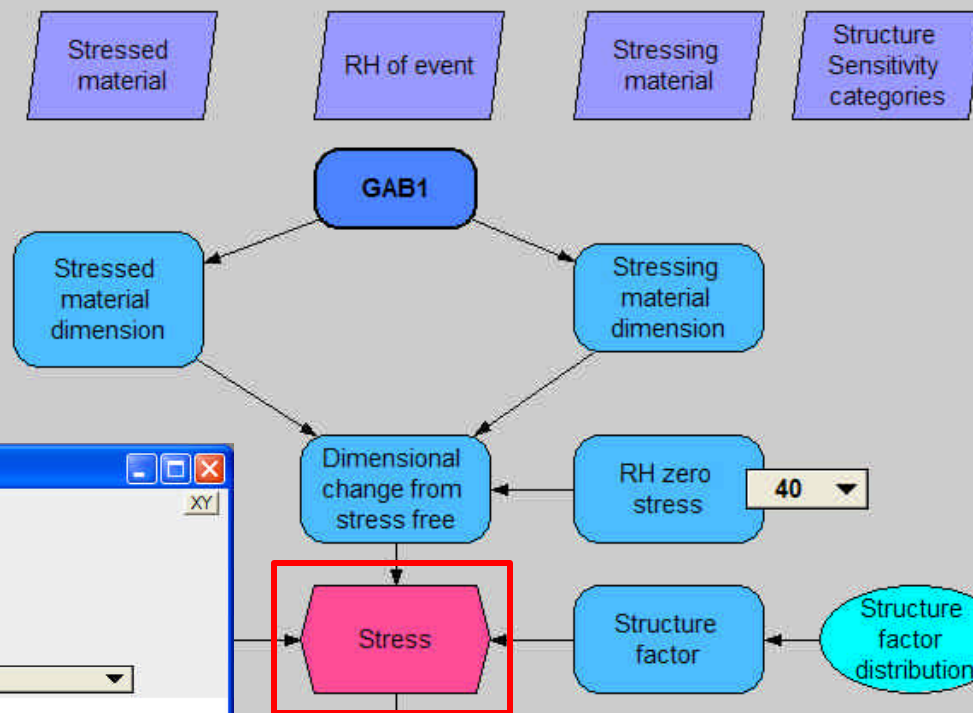 Stressed
material
RH of event
Stressing
material
Structure
Sensitivity
categories
GAB1
Stressed
material
dimension
Stressing
material
dimension
Dimensional
change from
stress free
RH zero
stress
40
XY
Stress
Structure
factor
Structure
factor
distribution